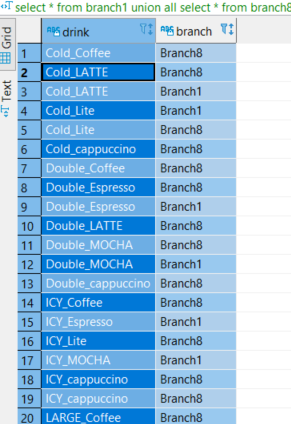 select * from branch1 union all select * from branch8
Grid
Text
drink branch
1 Cold_Coffee Branch8
2 Cold_LATTE Branch8
3 Cold_LATTE Branch1
4 Cold_Lite Branch1
5 Cold_Lite Branch8
6 Cold_cappuccino Branch8
7 Double_Coffee Branch8
8 Double_Espresso Branch8
9 Double_Espresso Branch1
10 Double_LATTE Branch8
11 Double_MOCHA Branch8
12 Double_MOCHA Branch1
13 Double_cappuccino Branch8
14 ICY_Coffee Branch8
15 ICY_Espresso Branch1
16 ICY_Lite Branch8
17 ICY_MOCHA Branch1
18 ICY_cappuccino Branch8
19 ICY_cappuccino Branch8
20 LARGE_Coffee Branch8